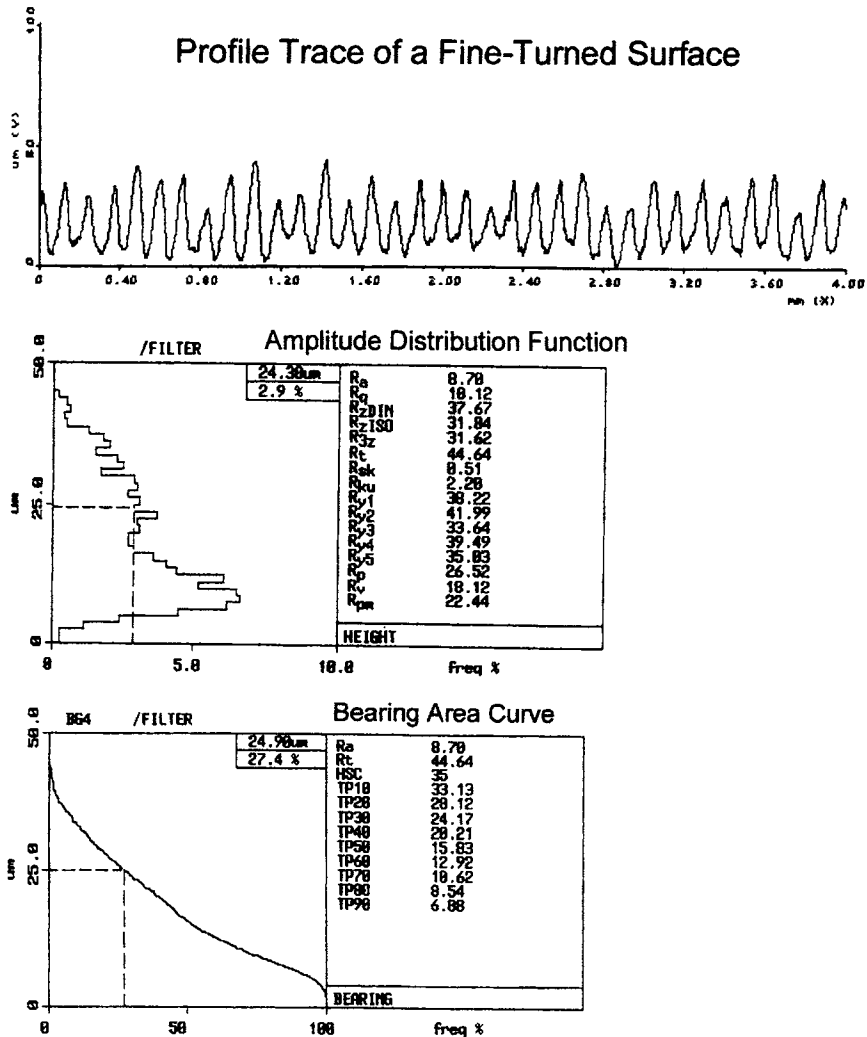 100
Profile Trace of a Fine-Turned Surface
um (Y)
50
0
0 0.40 0.80 1.20 1.60 2.00 2.40 2.80 3.20 3.60 4.00
mm (X)
/FILTER Amplitude Distribution Function
50.0
24.30um
2.9 %
Ra 8.70
Rq 10.12
RzDIN 37.67
RzISO 31.84
R3z 31.62
Rt 44.64
Rsk 0.51
Rku 2.20
Ry1 38.22
Ry2 41.99
Ry3 33.64
Ry4 39.49
Ry5 35.03
Rp 26.52
Rv 18.12
Rpm 22.44
25.0
um
HEIGHT
0
0 5.0 10.0 freq %
BG4 /FILTER Bearing Area Curve
50.0
24.90um
27.4 %
Ra 8.70
Rt 44.64
HSC 35
TP10 33.13
TP20 28.12
TP30 24.17
TP40 20.21
TP50 15.83
TP60 12.92
TP70 10.62
TP80 8.54
TP90 6.88
25.0
um
BEARING
0
0 50 100 freq %